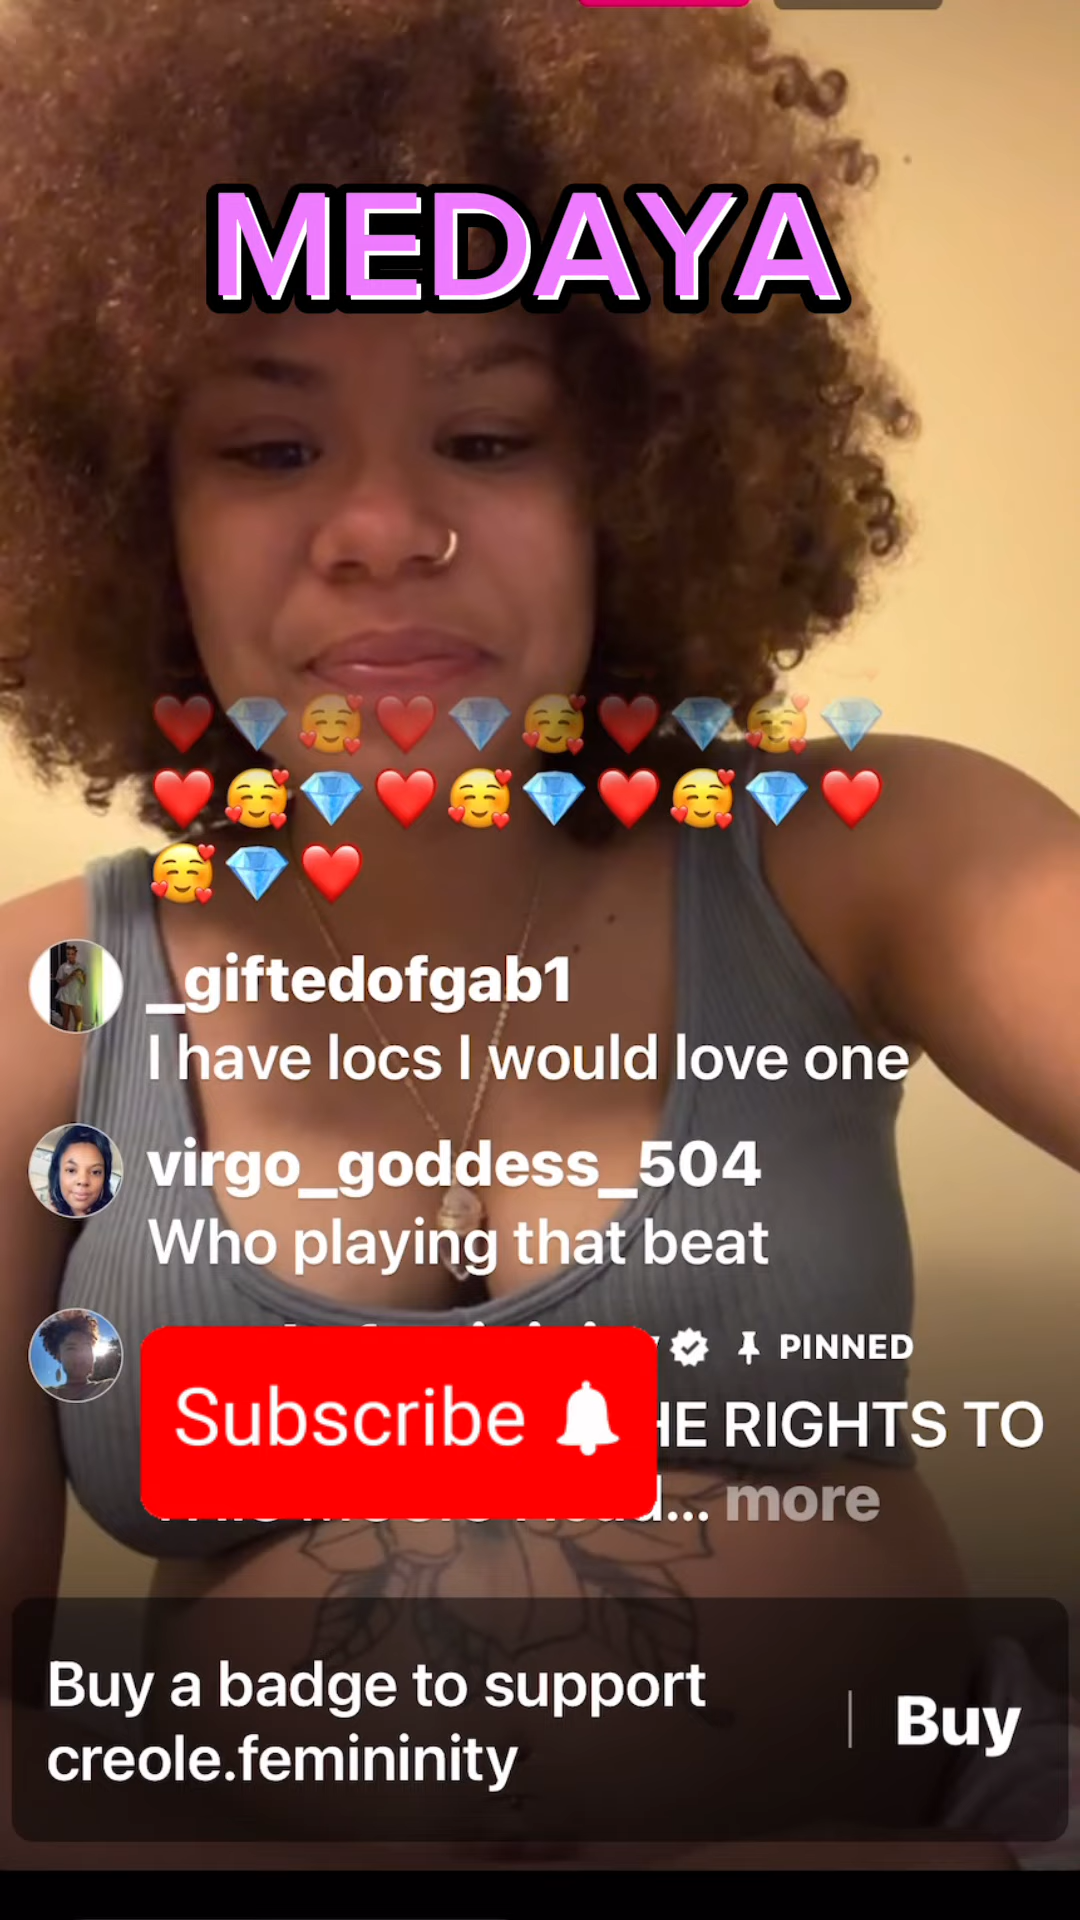 MEDAYA
_giftedofgab1
I have locs I would love one
virgo_goddess_504
Who playing that beat
PINNED
Subscribe
RIGHTS TO
more
Buy a badge to support
creole.femininity
Buy